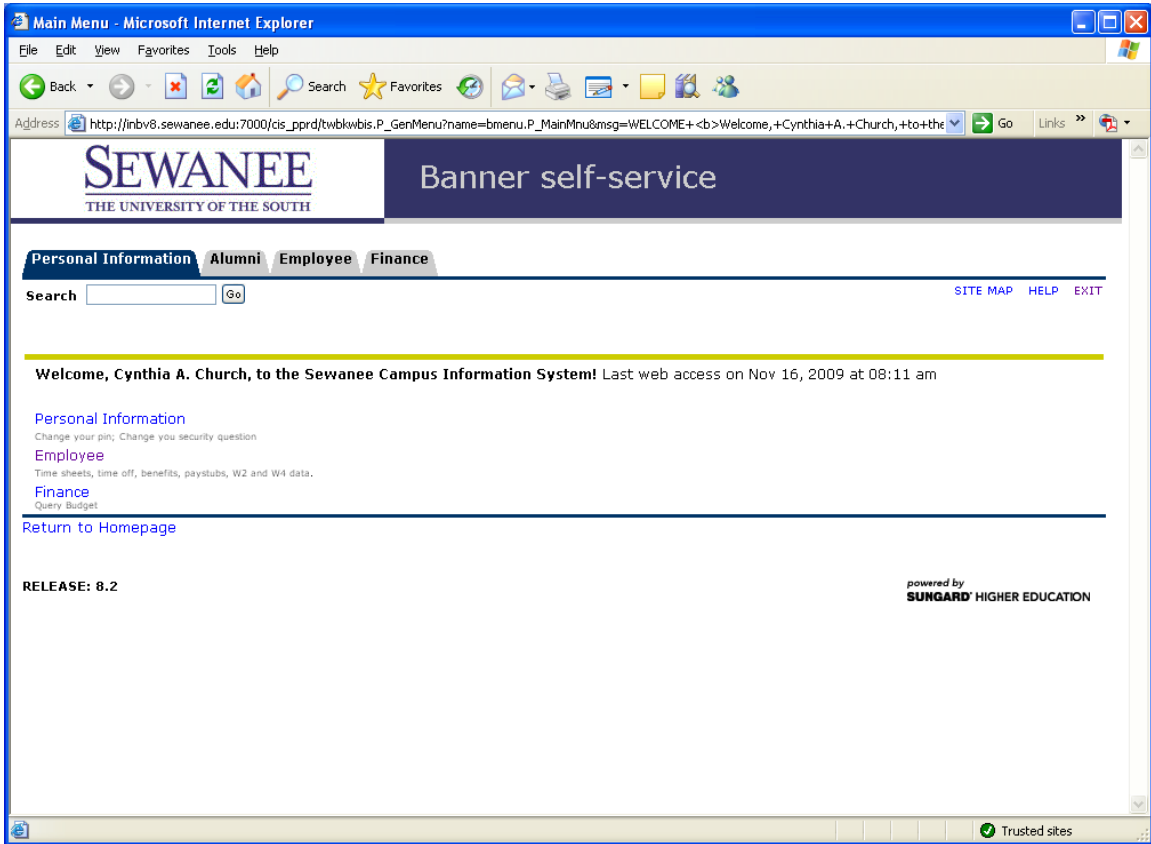 Main Menu - Microsoft Internet Explorer
File Edit View Favorites Tools Help
Back Search Favorites
Address http://inbv8.sewanee.edu:7000/cis_pprd/twbkwbis.P_GenMenu?name=bmenu.P_MainMnu&msg=WELCOME+<b>Welcome,+Cynthia+A.+Church,+to+the Go Links »
SEWANEE
THE UNIVERSITY OF THE SOUTH
Banner self-service
Personal Information Alumni Employee Finance
Search Go SITE MAP HELP EXIT
Welcome, Cynthia A. Church, to the Sewanee Campus Information System! Last web access on Nov 16, 2009 at 08:11 am
Personal Information
Change your pin; Change you security question
Employee
Time sheets, time off, benefits, paystubs, W2 and W4 data.
Finance
Query Budget
Return to Homepage
RELEASE: 8.2
powered by
SUNGARD' HIGHER EDUCATION
Trusted sites